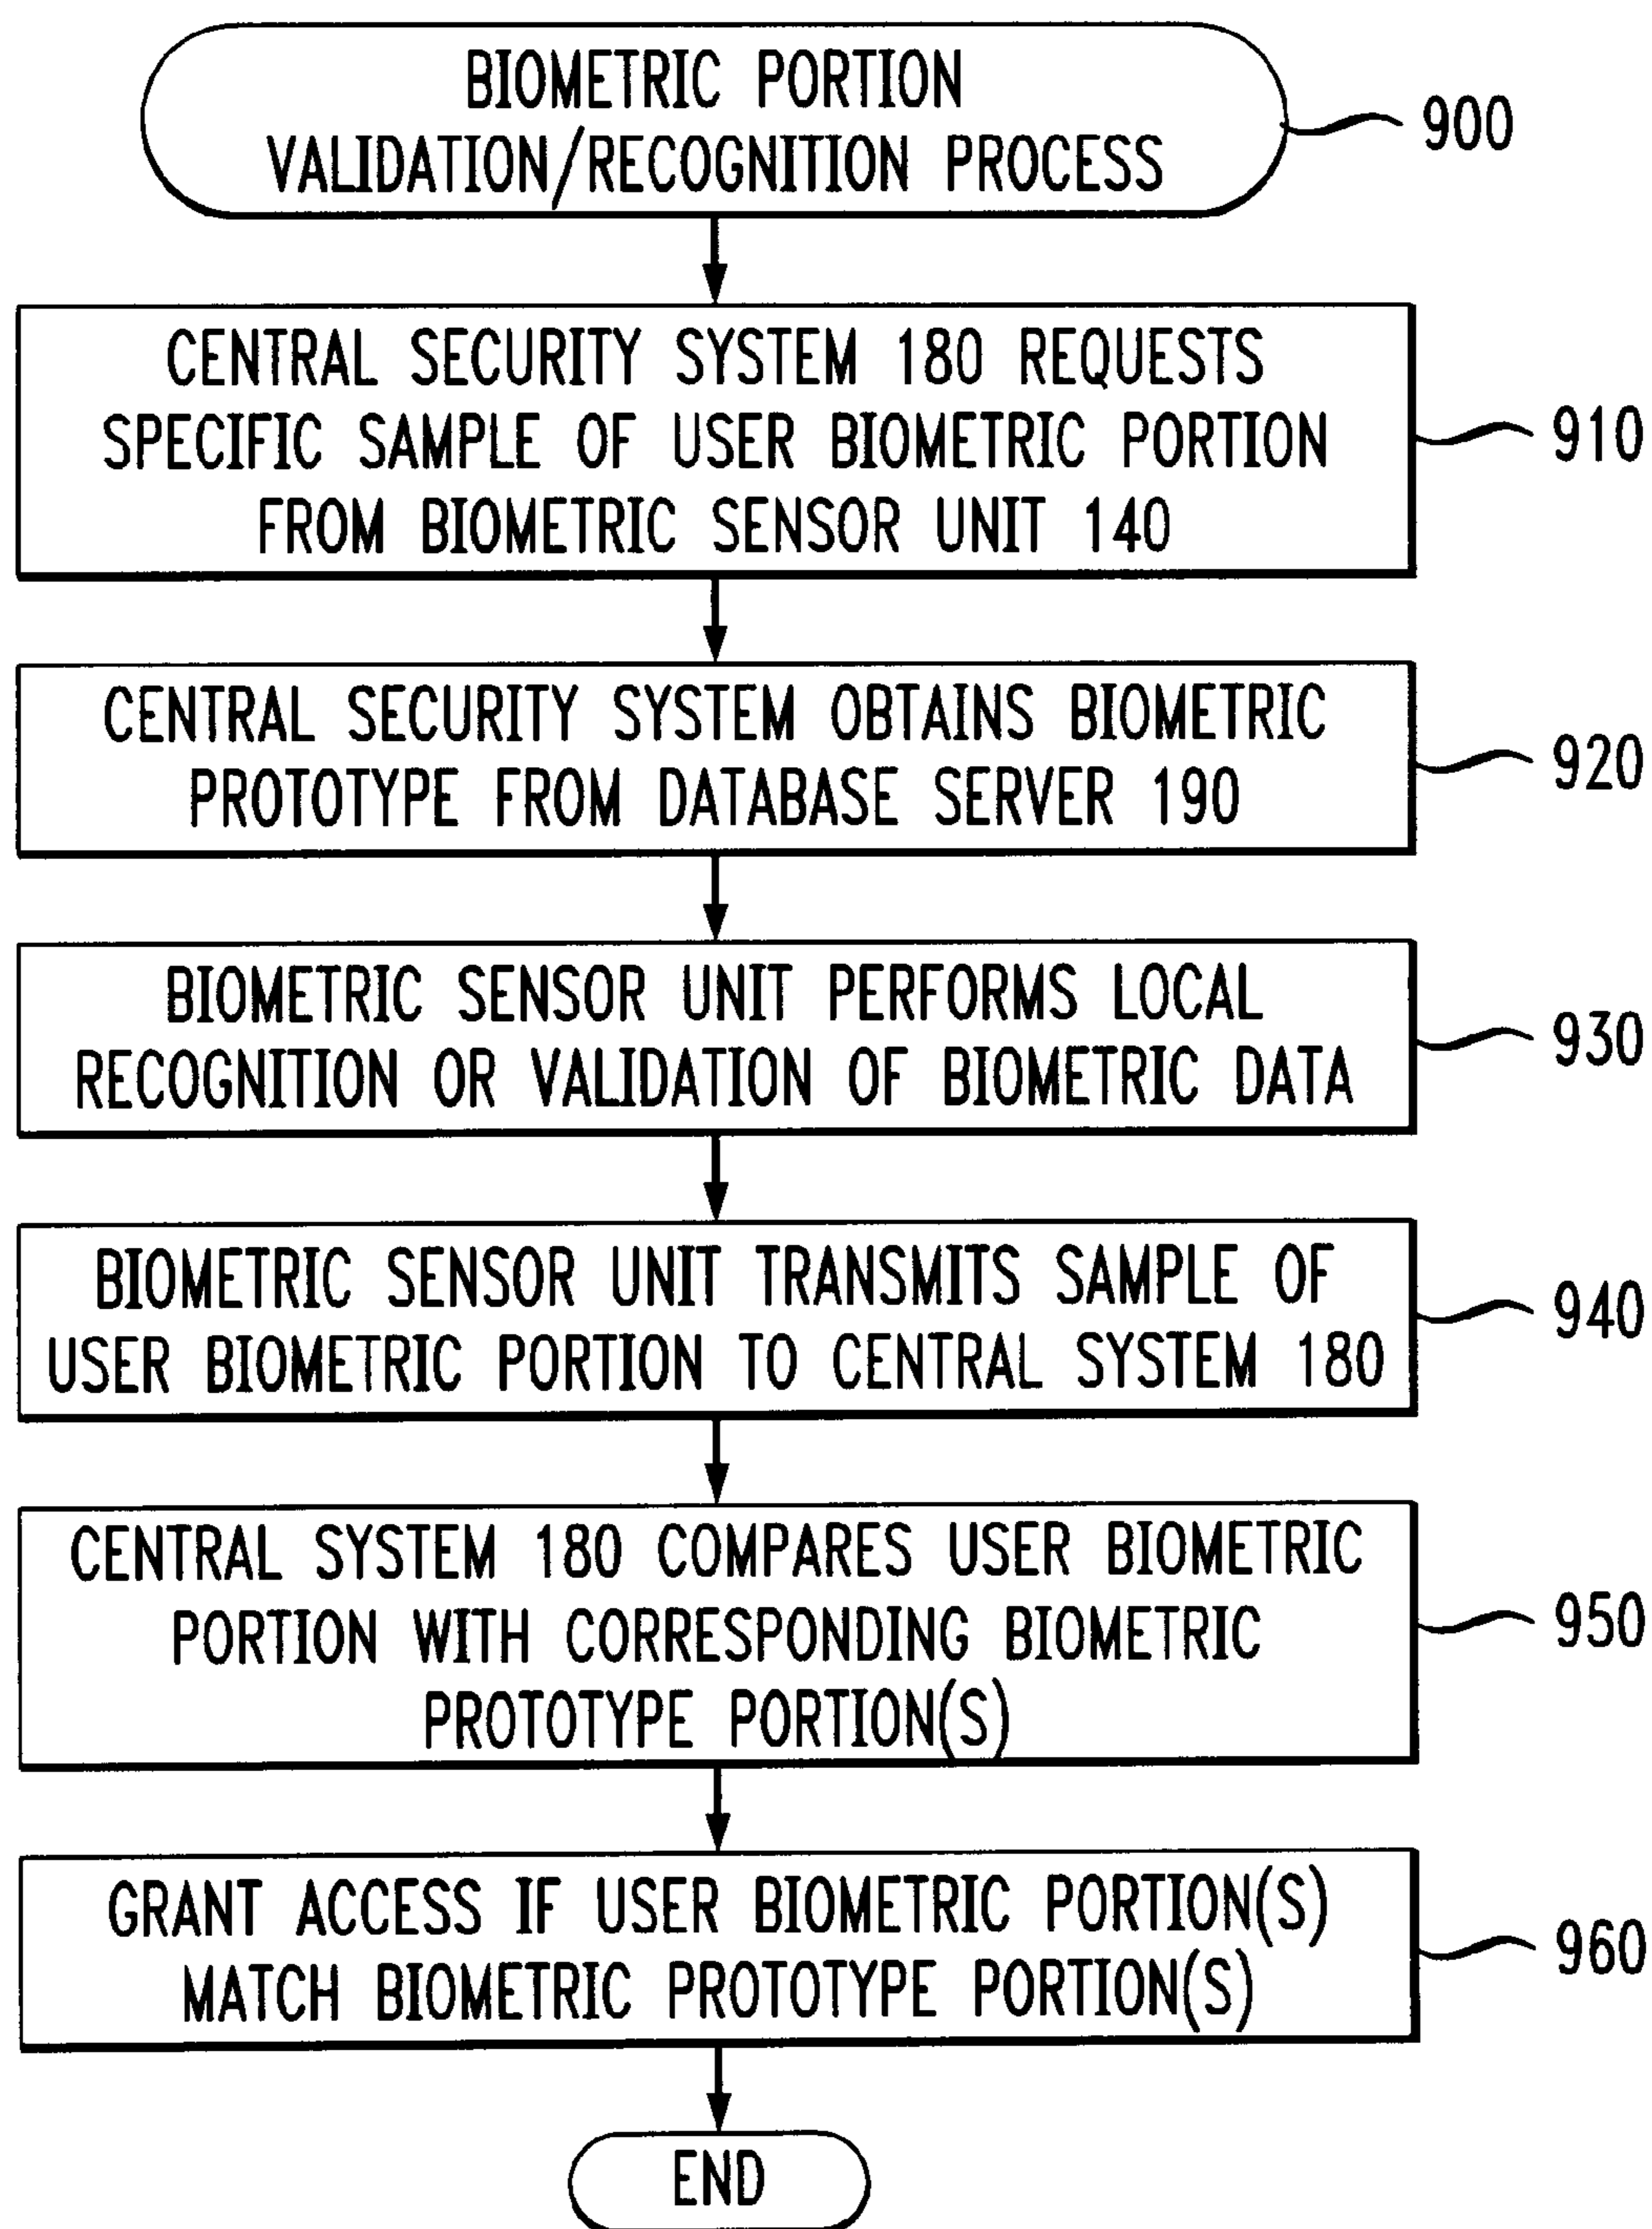 BIOMETRIC PORTION
VALIDATION/RECOGNITION PROCESS
900
CENTRAL SECURITY SYSTEM 180 REQUESTS
SPECIFIC SAMPLE OF USER BIOMETRIC PORTION
FROM BIOMETRIC SENSOR UNIT 140
910
CENTRAL SECURITY SYSTEM OBTAINS BIOMETRIC
PROTOTYPE FROM DATABASE SERVER 190
920
BIOMETRIC SENSOR UNIT PERFORMS LOCAL
RECOGNITION OR VALIDATION OF BIOMETRIC DATA
930
BIOMETRIC SENSOR UNIT TRANSMITS SAMPLE OF
USER BIOMETRIC PORTION TO CENTRAL SYSTEM 180
940
CENTRAL SYSTEM 180 COMPARES USER BIOMETRIC
PORTION WITH CORRESPONDING BIOMETRIC
PROTOTYPE PORTION(S)
950
GRANT ACCESS IF USER BIOMETRIC PORTION(S)
MATCH BIOMETRIC PROTOTYPE PORTION(S)
960
END